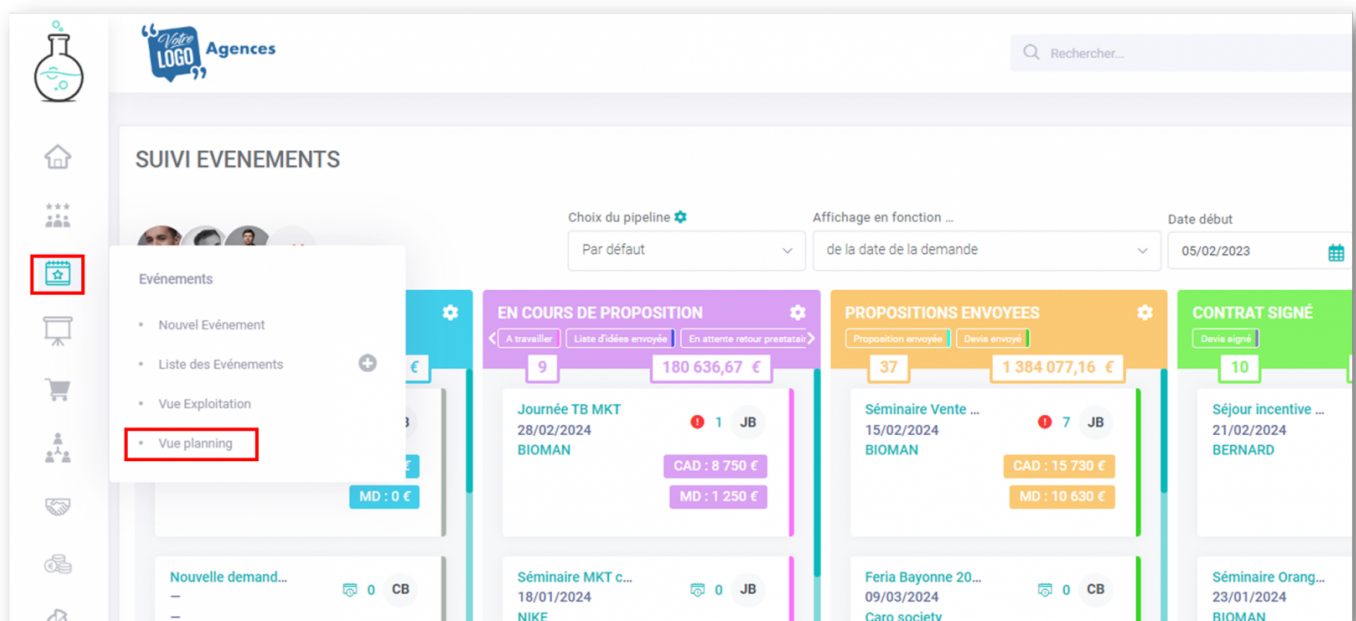 Votre
LOGO
Agences
Rechercher...
SUIVI EVENEMENTS
Choix du pipeline
Par défaut
Affichage en fonction ...
de la date de la demande
Date début
05/02/2023
Evénements
Nouvel Evénement
Liste des Evénements
Vue Exploitation
Vue planning
€
€
MD : 0 €
Nouvelle demand...
—
—
0 CB
EN COURS DE PROPOSITION
A travailler Liste d'idées envoyée En attente retour prestatair
9 180 636,67 €
Journée TB MKT
28/02/2024
BIOMAN
1 JB
CAD : 8 750 €
MD : 1 250 €
Séminaire MKT c...
18/01/2024
NIKE
0 JB
PROPOSITIONS ENVOYEES
Proposition envoyée Devis envoyé
37 1 384 077,16 €
Séminaire Vente ...
15/02/2024
BIOMAN
7 JB
CAD : 15 730 €
MD : 10 630 €
Feria Bayonne 20...
09/03/2024
Caro society
0 CB
CONTRAT SIGNÉ
Devis signé
10
Séjour incentive ...
21/02/2024
BERNARD
Séminaire Orang...
23/01/2024
BIOMAN